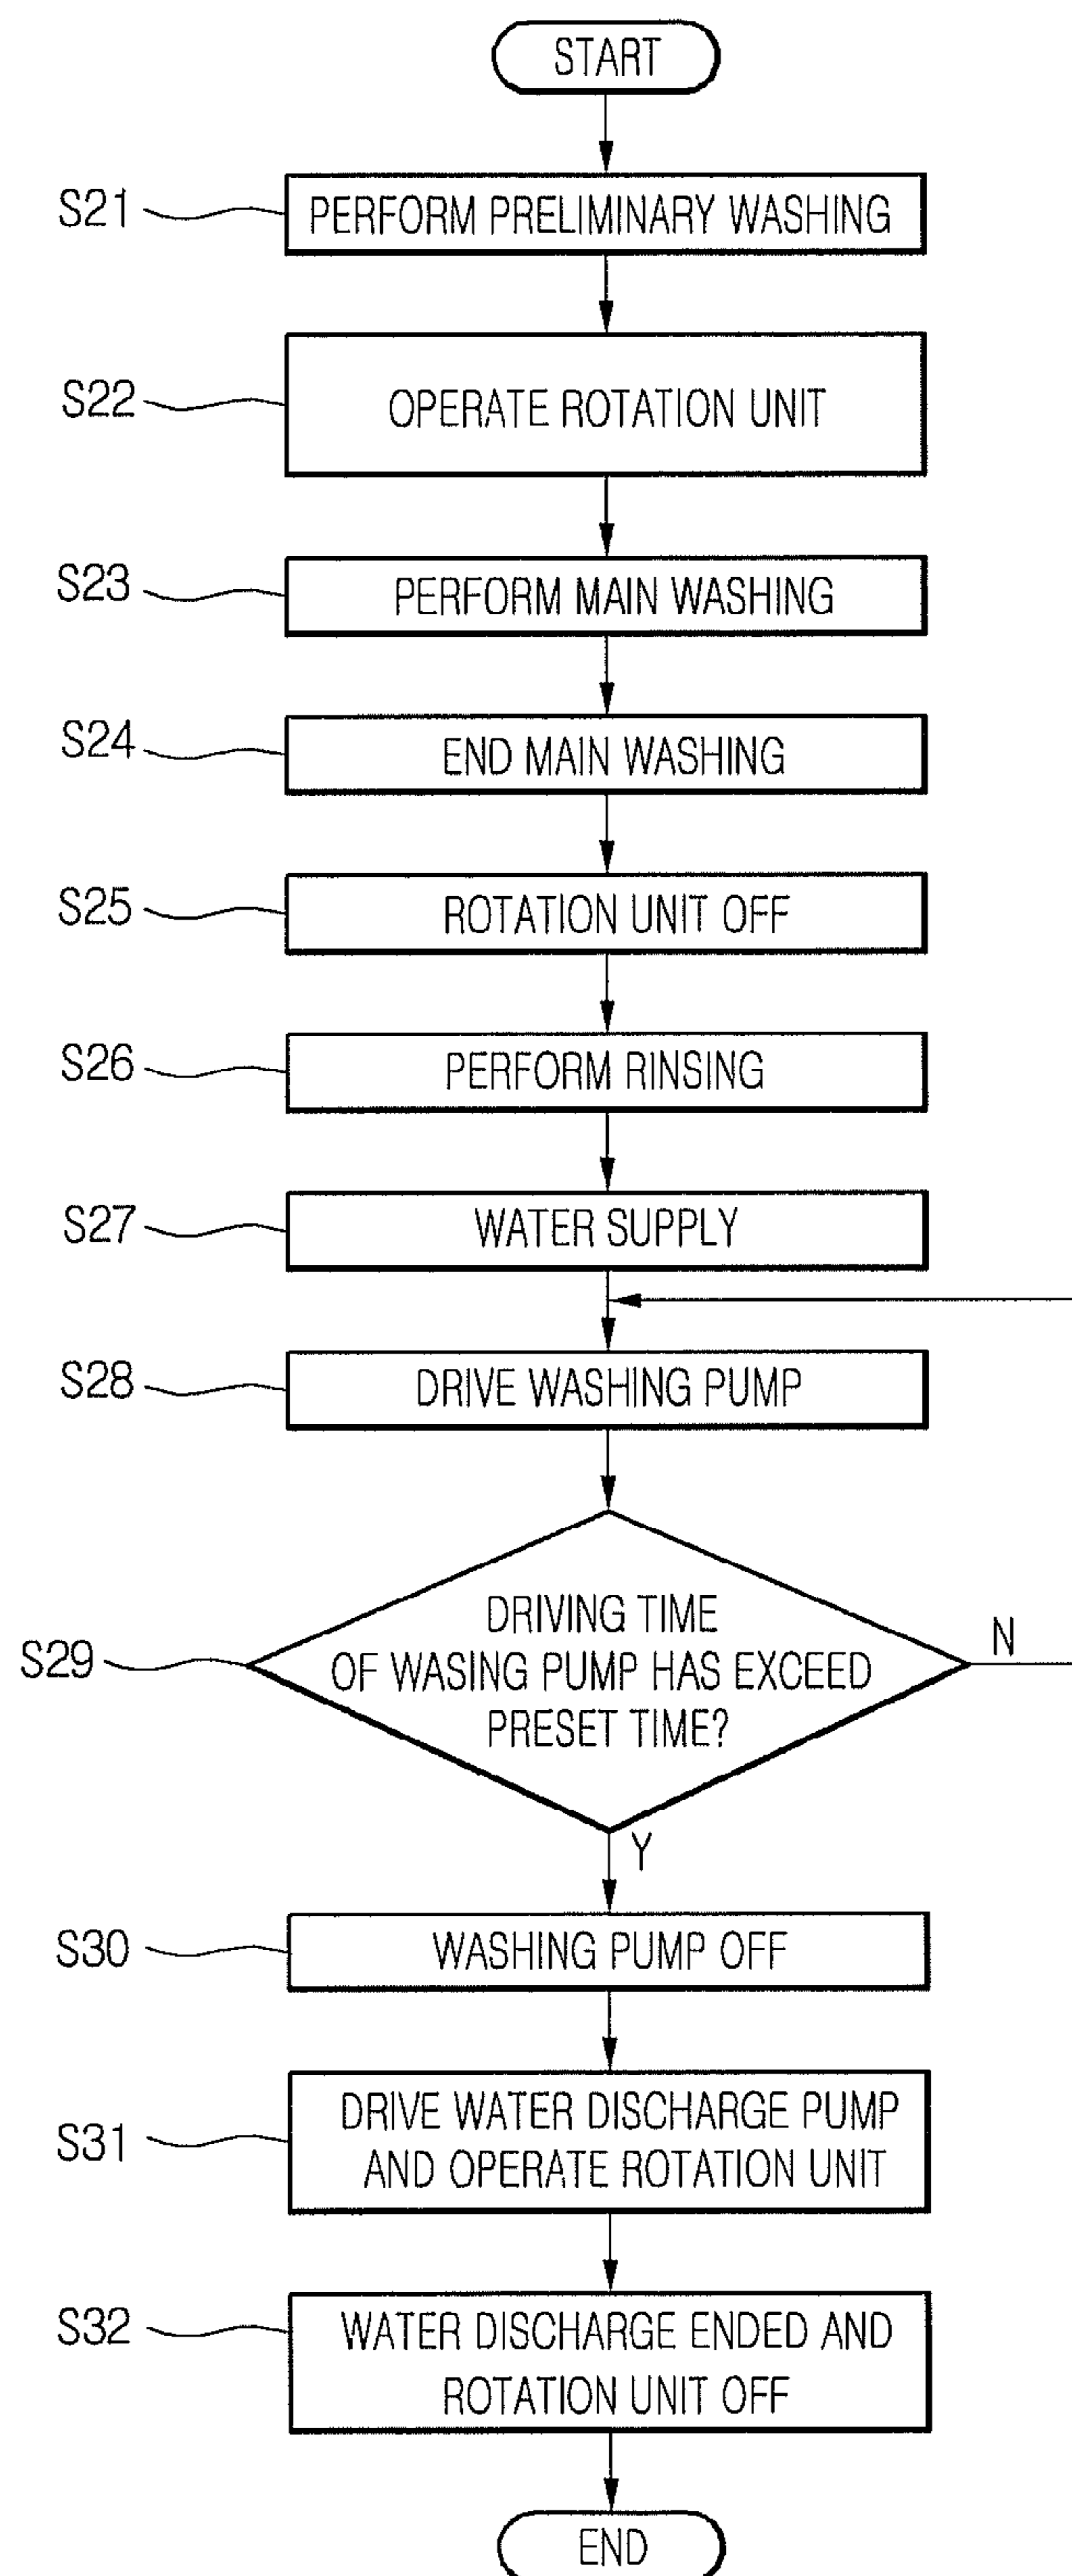 START
S21
PERFORM PRELIMINARY WASHING
S22
OPERATE ROTATION UNIT
S23
PERFORM MAIN WASHING
S24
END MAIN WASHING
S25
ROTATION UNIT OFF
S26
PERFORM RINSING
S27
WATER SUPPLY
S28
DRIVE WASHING PUMP
S29
DRIVING TIME
OF WASING PUMP HAS EXCEED
PRESET TIME?
N
Y
S30
WASHING PUMP OFF
S31
DRIVE WATER DISCHARGE PUMP
AND OPERATE ROTATION UNIT
S32
WATER DISCHARGE ENDED AND
ROTATION UNIT OFF
END